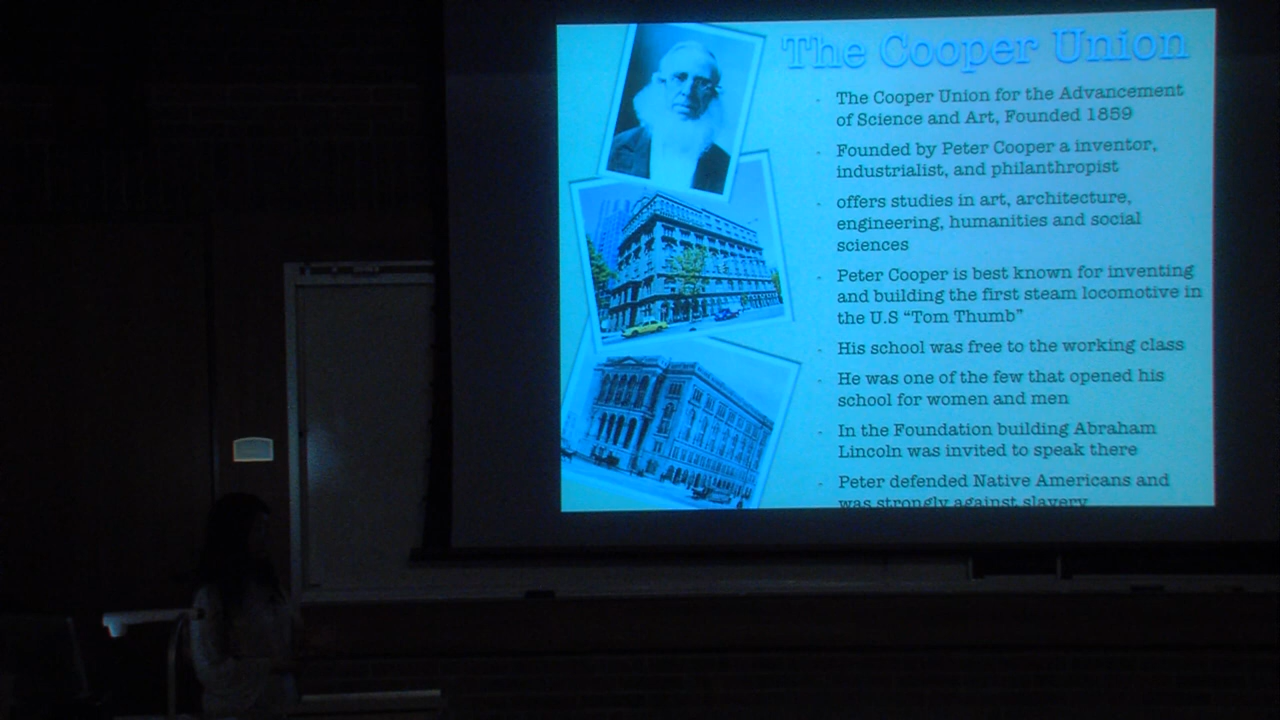 The Cooper Union
The Cooper Union for the Advancement
of Science and Art, Founded 1859
Founded by Peter Cooper a inventor,
industrialist, and philanthropist
offers studies in art, architecture,
engineering, humanities and social
sciences
Peter Cooper is best known for inventing
and building the first steam locomotive in
the U.S “Tom Thumb”
His school was free to the working class
He was one of the few that opened his
school for women and men
In the Foundation building Abraham
Lincoln was invited to speak there
Peter defended Native Americans and
was strongly against slavery